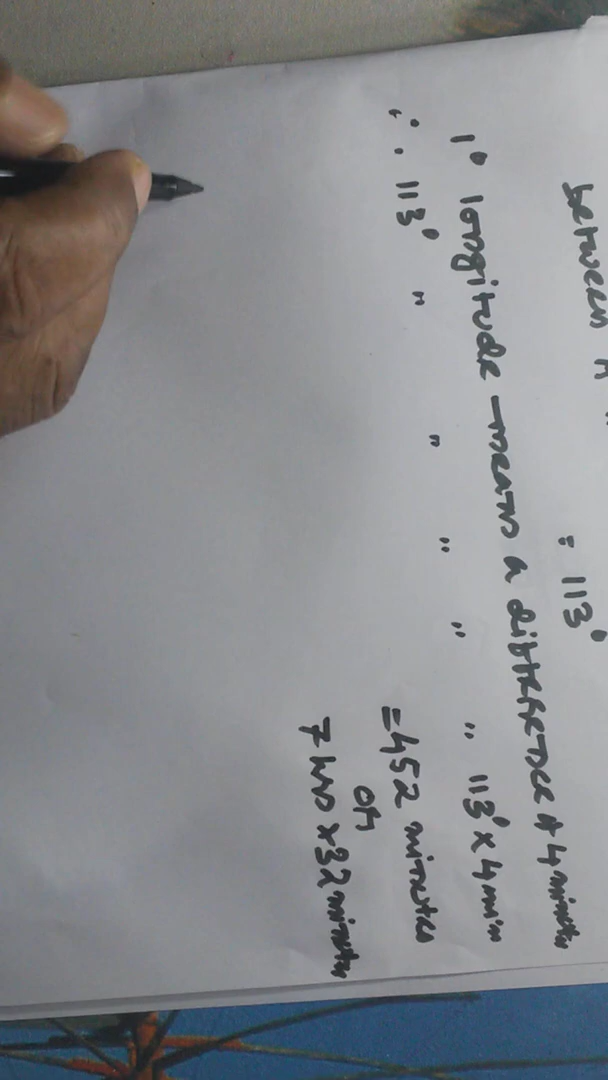 between A
= 113°
1° longitude means a difference of 4 minutes
∴ 113° " " " " " 113° x 4 min
= 452 minutes
or
7 hrs x 32 minutes